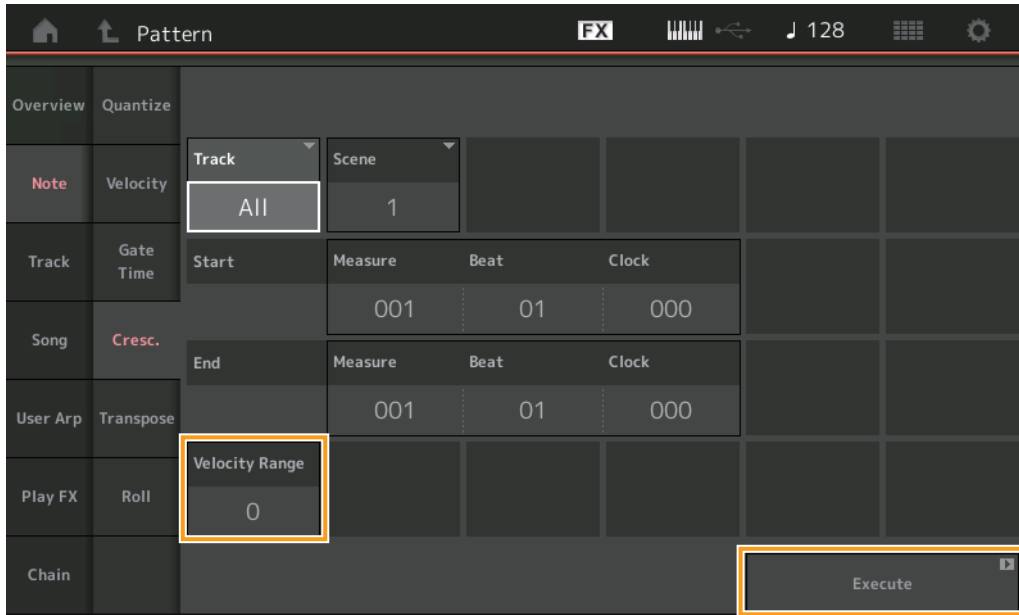 Pattern
FX
♩ 128
Overview
Quantize
Note
Velocity
Track
All
Scene
1
Track
Gate
Time
Start
Measure
Beat
Clock
001
01
000
Song
Cresc.
End
Measure
Beat
Clock
001
01
000
User Arp
Transpose
Velocity Range
0
Play FX
Roll
Chain
Execute